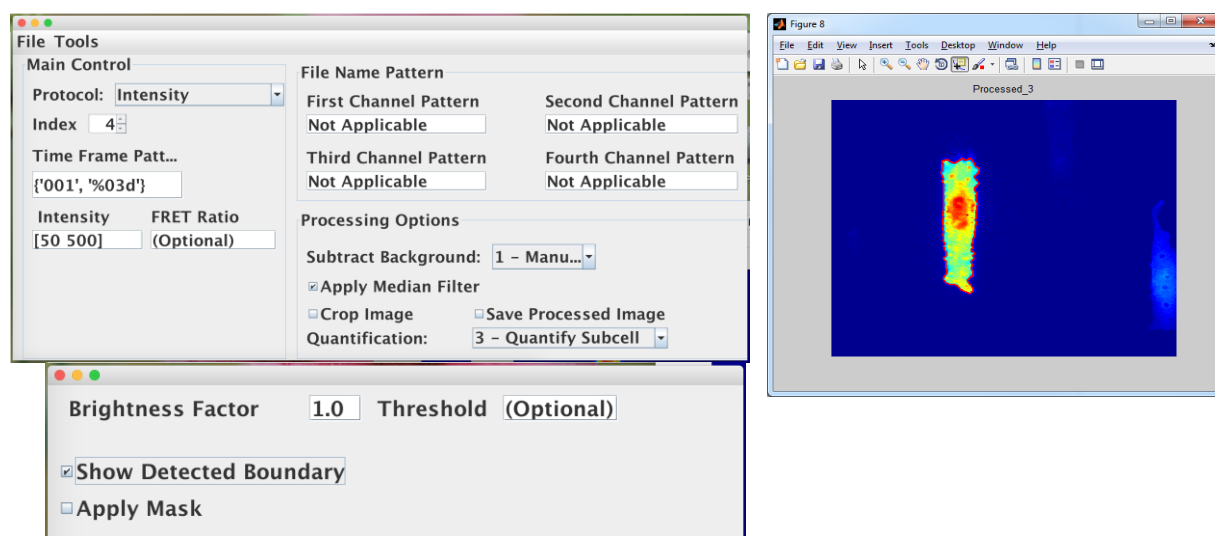 File Tools
Main Control
Protocol: Intensity
Index 4
Time Frame Patt...
{'001', '%03d'}
Intensity FRET Ratio
[50 500] (Optional)
File Name Pattern
First Channel Pattern Second Channel Pattern
Not Applicable Not Applicable
Third Channel Pattern Fourth Channel Pattern
Not Applicable Not Applicable
Processing Options
Subtract Background: 1 - Manu...
Apply Median Filter
Crop Image Save Processed Image
Quantification: 3 - Quantify Subcell
Brightness Factor 1.0 Threshold (Optional)
Show Detected Boundary
Apply Mask
Figure 8
File Edit View Insert Tools Desktop Window Help
Processed_3